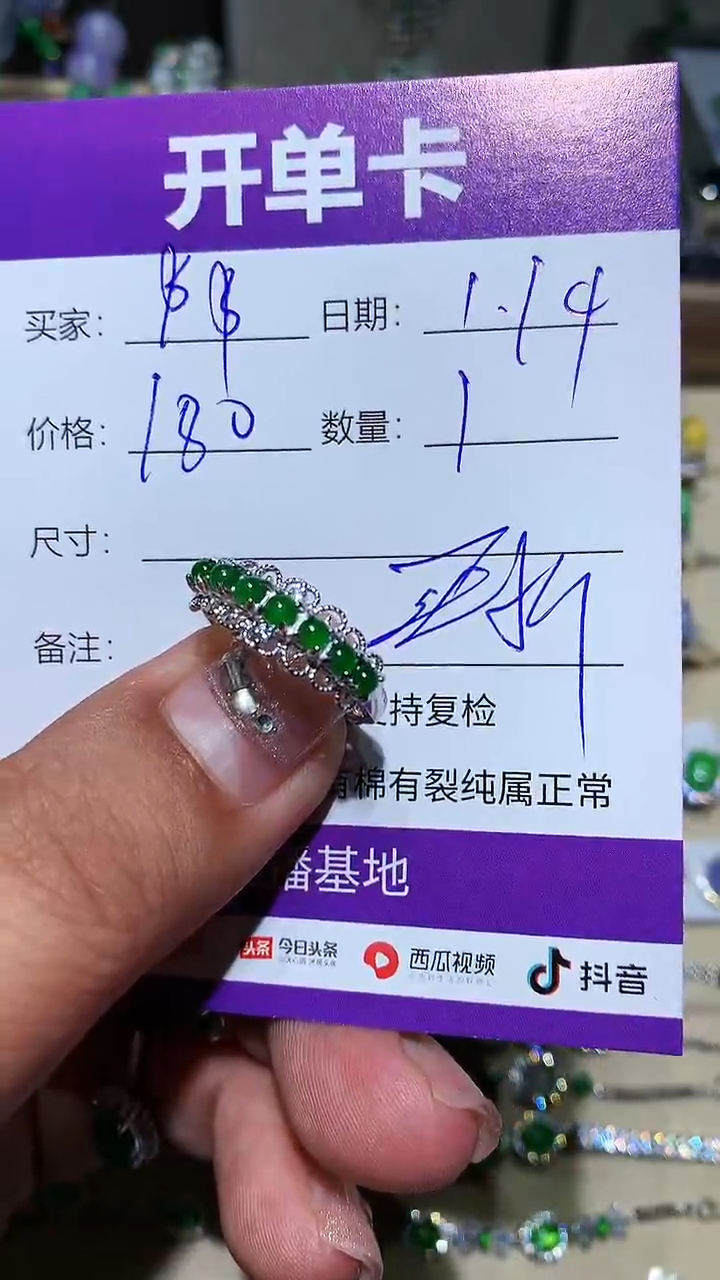 开单卡
买家： 日期：1.14
价格：180 数量：1
尺寸：
备注：
持复检
有棉有裂纯属正常
播基地
头条 今日头条 西瓜视频 抖音